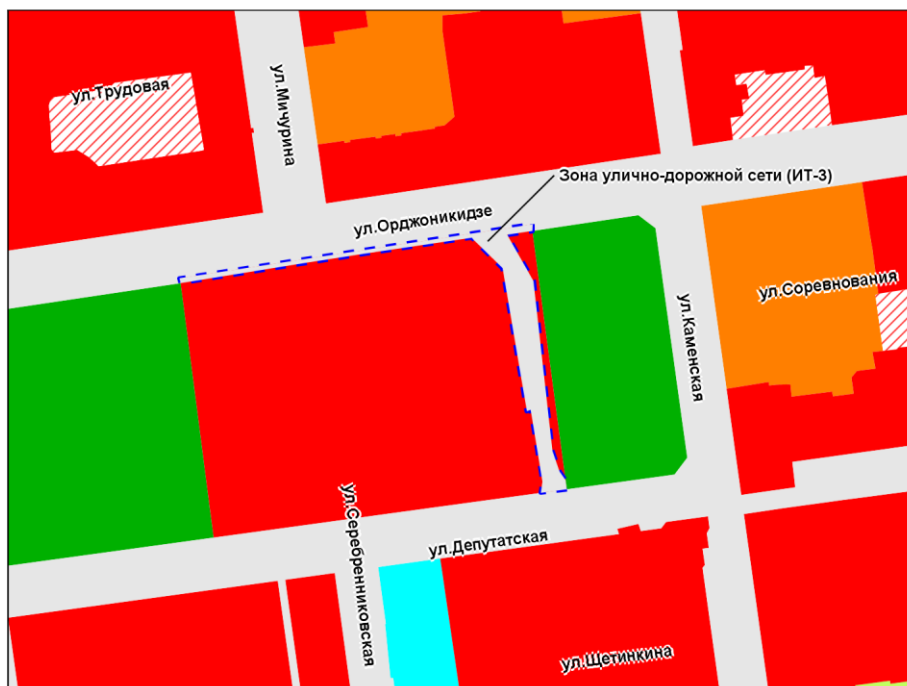 ул.Трудовая
ул.Мичурина
Зона улично-дорожной сети (ИТ-3)
ул.Орджоникидзе
ул.Соревнования
ул.Каменская
ул.Серебренниковская
ул.Депутатская
ул.Щетинкина